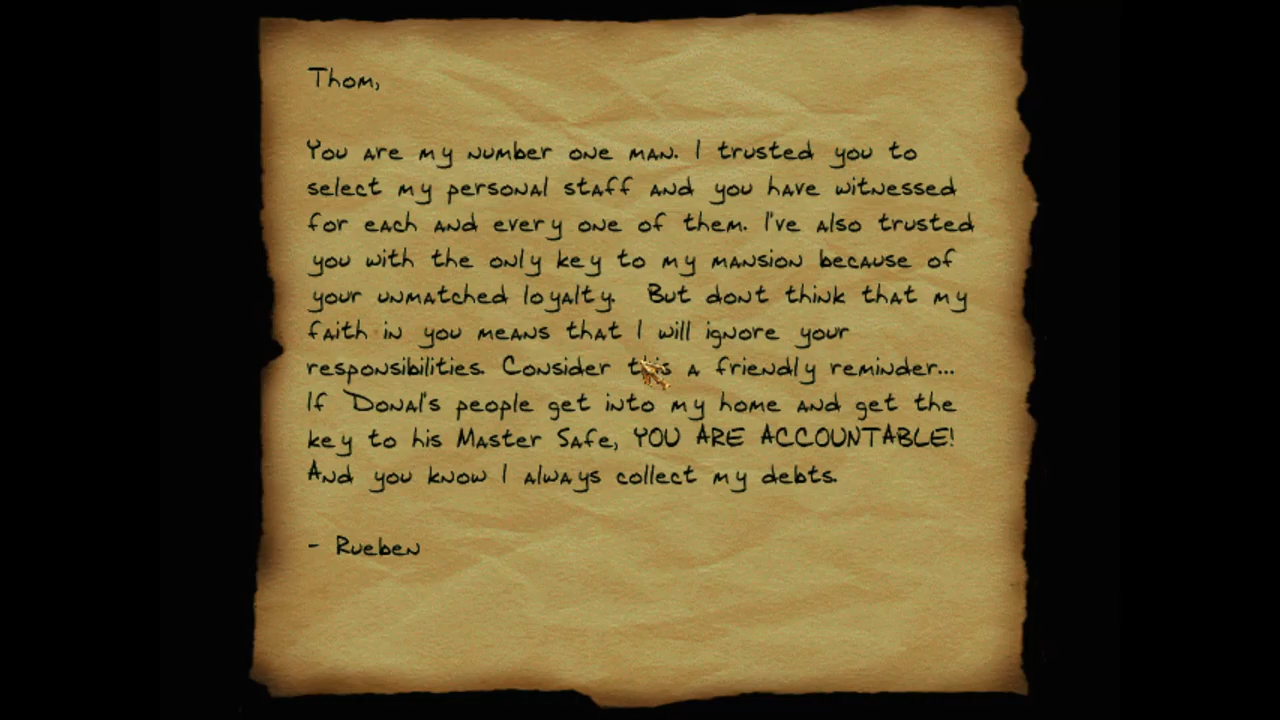 Thom,
You are my number one man. I trusted you to
select my personal staff and you have witnessed
for each and every one of them. I've also trusted
you with the only key to my mansion because of
your unmatched loyalty. But dont think that my
faith in you means that I will ignore your
responsibilities. Consider this a friendly reminder...
If Donal's people get into my home and get the
key to his Master Safe, YOU ARE ACCOUNTABLE!
And you know I always collect my debts.
- Rueben